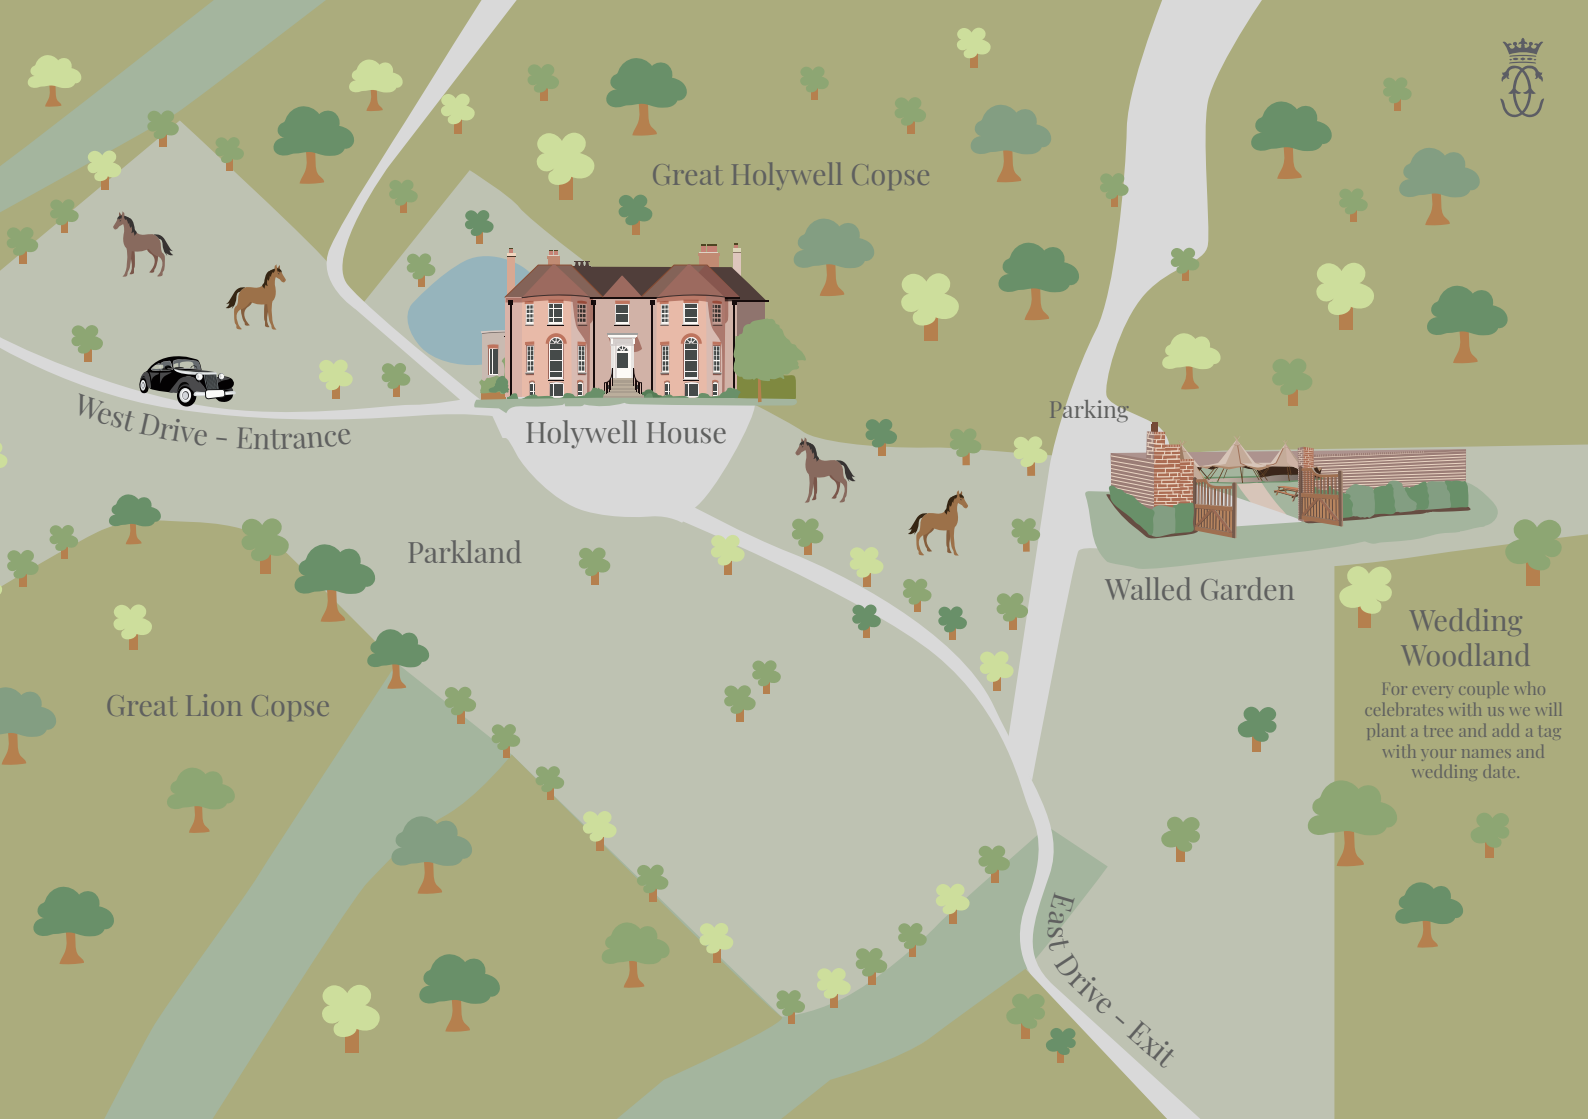 Great Holywell Copse
West Drive - Entrance
Holywell House
Parking
Parkland
Walled Garden
Wedding
Woodland
For every couple who
celebrates with us we will
plant a tree and add a tag
with your names and
wedding date.
Great Lion Copse
East Drive - Exit